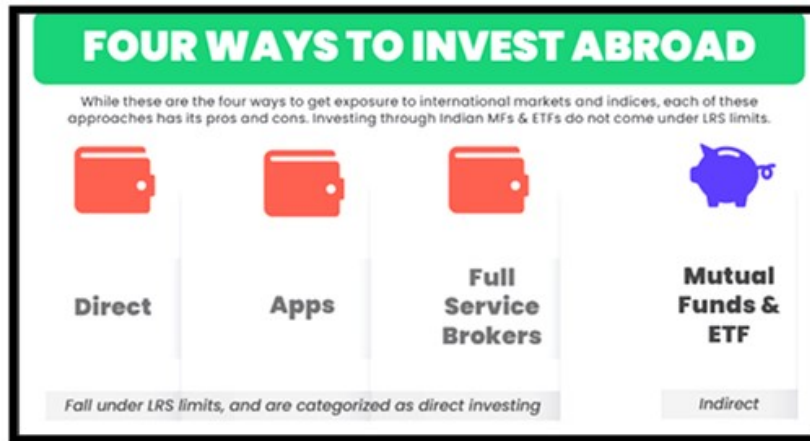 FOUR WAYS TO INVEST ABROAD
While these are the four ways to get exposure to international markets and indices, each of these
approaches has its pros and cons. Investing through Indian MFs & ETFs do not come under LRS limits.
Direct
Apps
Full
Service
Brokers
Mutual
Funds &
ETF
Fall under LRS limits, and are categorized as direct investing
Indirect